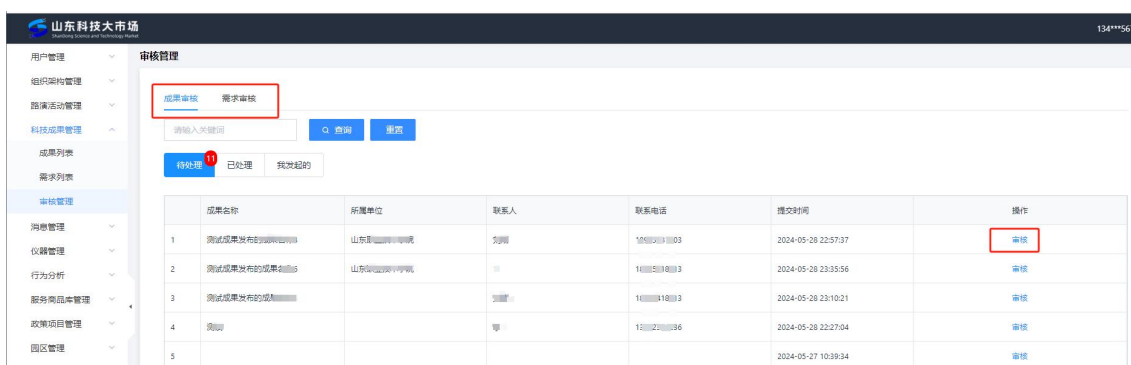 山东科技大市场
ShanDong Science and Technology Market
134***56
用户管理
审核管理
组织架构管理
成果审核 需求审核
路演活动管理
科技成果管理
请输入关键词 查询 重置
成果列表
待处理 11 已处理 我发起的
需求列表
审核管理
成果名称 所属单位 联系人 联系电话 提交时间 操作
消息管理
1 测试成果发布的 山东 03 2024-05-28 22:57:37 审核
仪器管理
2 测试成果发布的成果 山东 2024-05-28 23:35:56 审核
行为分析
3 测试成果发布的成 2024-05-28 23:10:21 审核
服务商品库管理
政策项目管理
4 测 2024-05-28 22:27:04 审核
园区管理
5 2024-05-27 10:39:34 审核